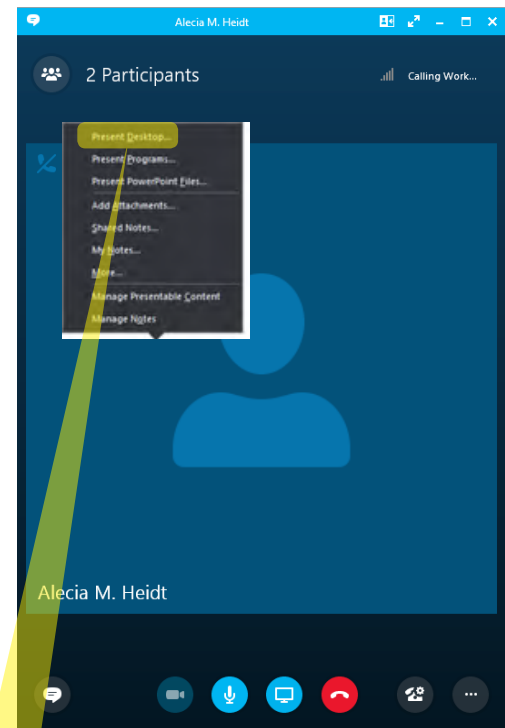 Alecia M. Heidt
2 Participants
Calling Work...
Present Desktop...
Present Programs...
Present PowerPoint Files...
Add Attachments...
Shared Notes...
My Notes...
More...
Manage Presentable Content
Manage Notes
Alecia M. Heidt